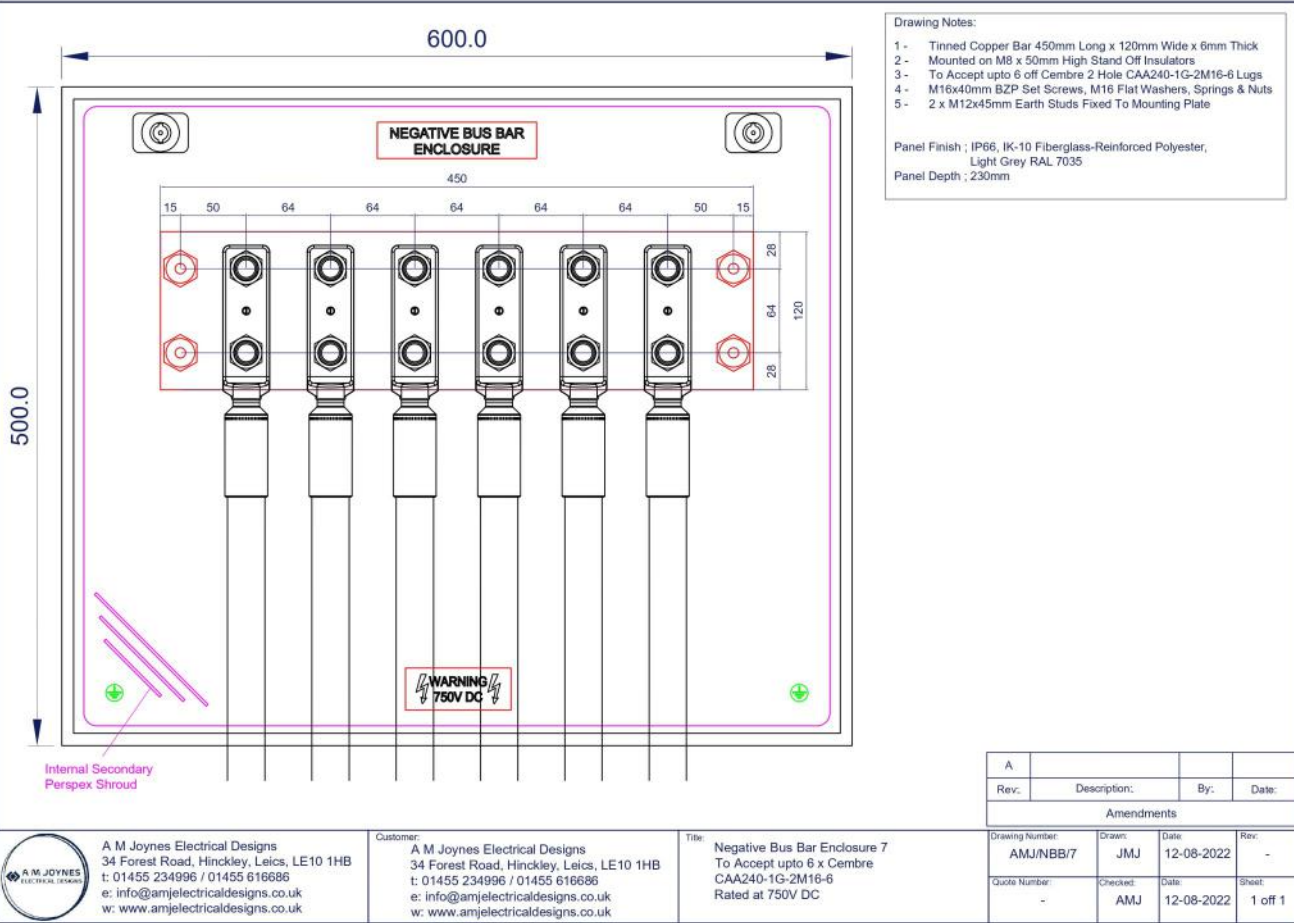 600.0
Drawing Notes:
1 - Tinned Copper Bar 450mm Long x 120mm Wide x 6mm Thick
2 - Mounted on M8 x 50mm High Stand Off Insulators
3 - To Accept upto 6 off Cembre 2 Hole CAA240-1G-2M16-6 Lugs
4 - M16x40mm BZP Set Screws, M16 Flat Washers, Springs & Nuts
5 - 2 x M12x45mm Earth Studs Fixed To Mounting Plate
Panel Finish ; IP66, IK-10 Fiberglass-Reinforced Polyester,
Light Grey RAL 7035
Panel Depth ; 230mm
NEGATIVE BUS BAR
ENCLOSURE
450
15 50 64 64 64 64 64 50 15
28
64
28
120
500.0
WARNING
750V DC
Internal Secondary
Perspex Shroud
A
Rev: Description: By: Date:
Amendments
A M JOYNES
ELECTRICAL DESIGNS
A M Joynes Electrical Designs
34 Forest Road, Hinckley, Leics, LE10 1HB
t: 01455 234996 / 01455 616686
e: info@amjelectricaldesigns.co.uk
w: www.amjelectricaldesigns.co.uk
Customer:
A M Joynes Electrical Designs
34 Forest Road, Hinckley, Leics, LE10 1HB
t: 01455 234996 / 01455 616686
e: info@amjelectricaldesigns.co.uk
w: www.amjelectricaldesigns.co.uk
Title:
Negative Bus Bar Enclosure 7
To Accept upto 6 x Cembre
CAA240-1G-2M16-6
Rated at 750V DC
Drawing Number: Drawn: Date: Rev:
AMJ/NBB/7 JMJ 12-08-2022 -
Quote Number: Checked: Date: Sheet:
- AMJ 12-08-2022 1 off 1